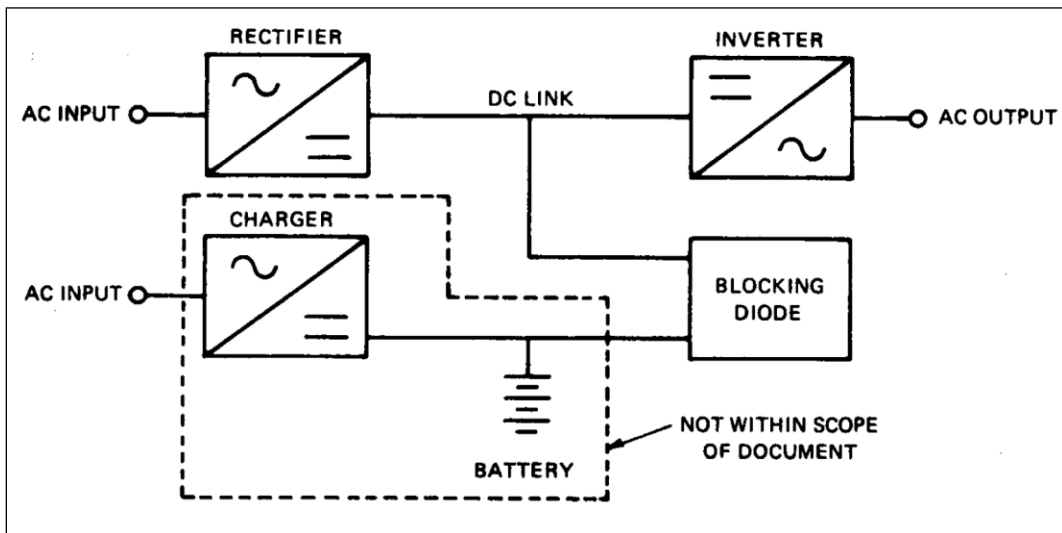 RECTIFIER
INVERTER
AC INPUT
DC LINK
AC OUTPUT
CHARGER
AC INPUT
BLOCKING
DIODE
NOT WITHIN SCOPE
OF DOCUMENT
BATTERY